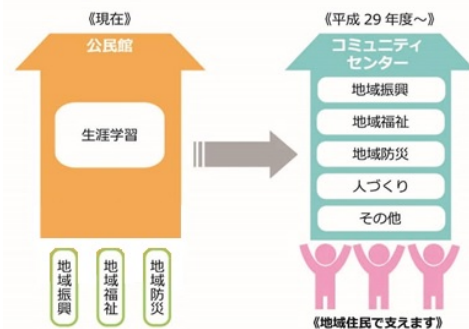 《現在》
公民館
生涯学習
地域振興
地域福祉
地域防災
《平成 29 年度～》
コミュニティ
センター
地域振興
地域福祉
地域防災
人づくり
その他
《地域住民で支えます》